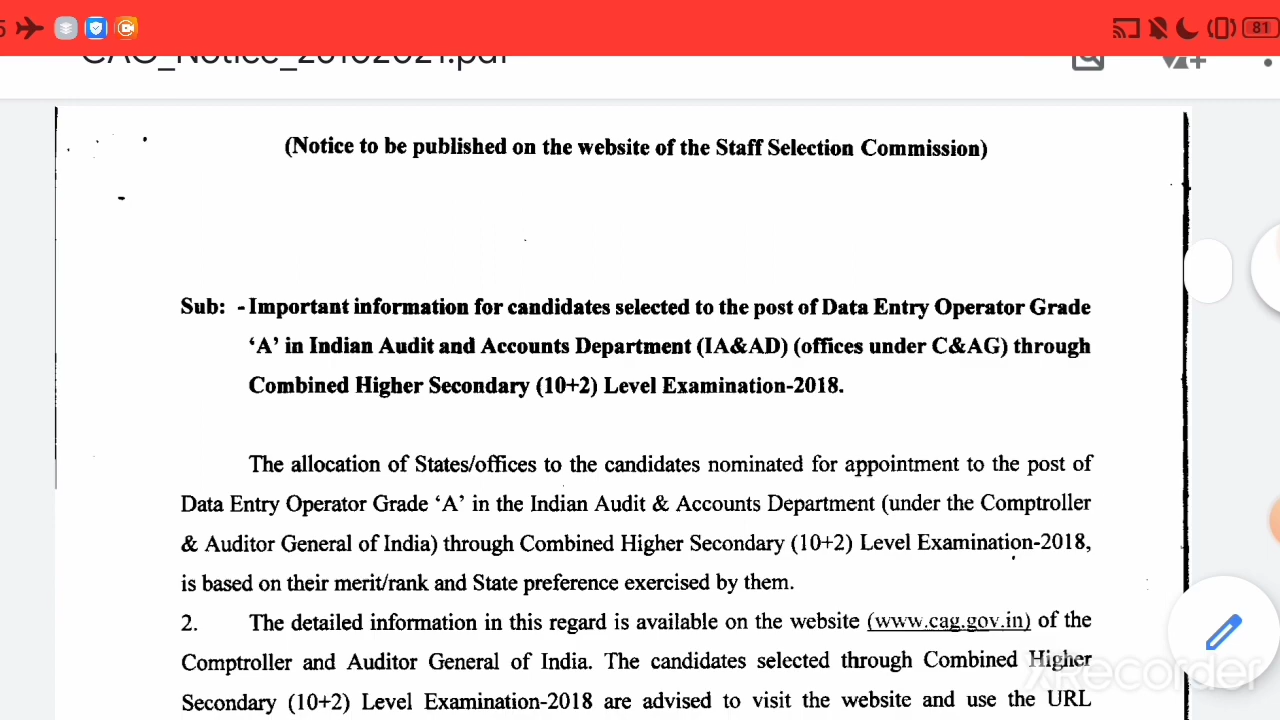 81
(Notice to be published on the website of the Staff Selection Commission)
Sub: - Important information for candidates selected to the post of Data Entry Operator Grade
‘A’ in Indian Audit and Accounts Department (IA&AD) (offices under C&AG) through
Combined Higher Secondary (10+2) Level Examination-2018.
The allocation of States/offices to the candidates nominated for appointment to the post of
Data Entry Operator Grade ‘A’ in the Indian Audit & Accounts Department (under the Comptroller
& Auditor General of India) through Combined Higher Secondary (10+2) Level Examination-2018,
is based on their merit/rank and State preference exercised by them.
2. The detailed information in this regard is available on the website (www.cag.gov.in) of the
Comptroller and Auditor General of India. The candidates selected through Combined Higher
Secondary (10+2) Level Examination-2018 are advised to visit the website and use the URL
XRecorder